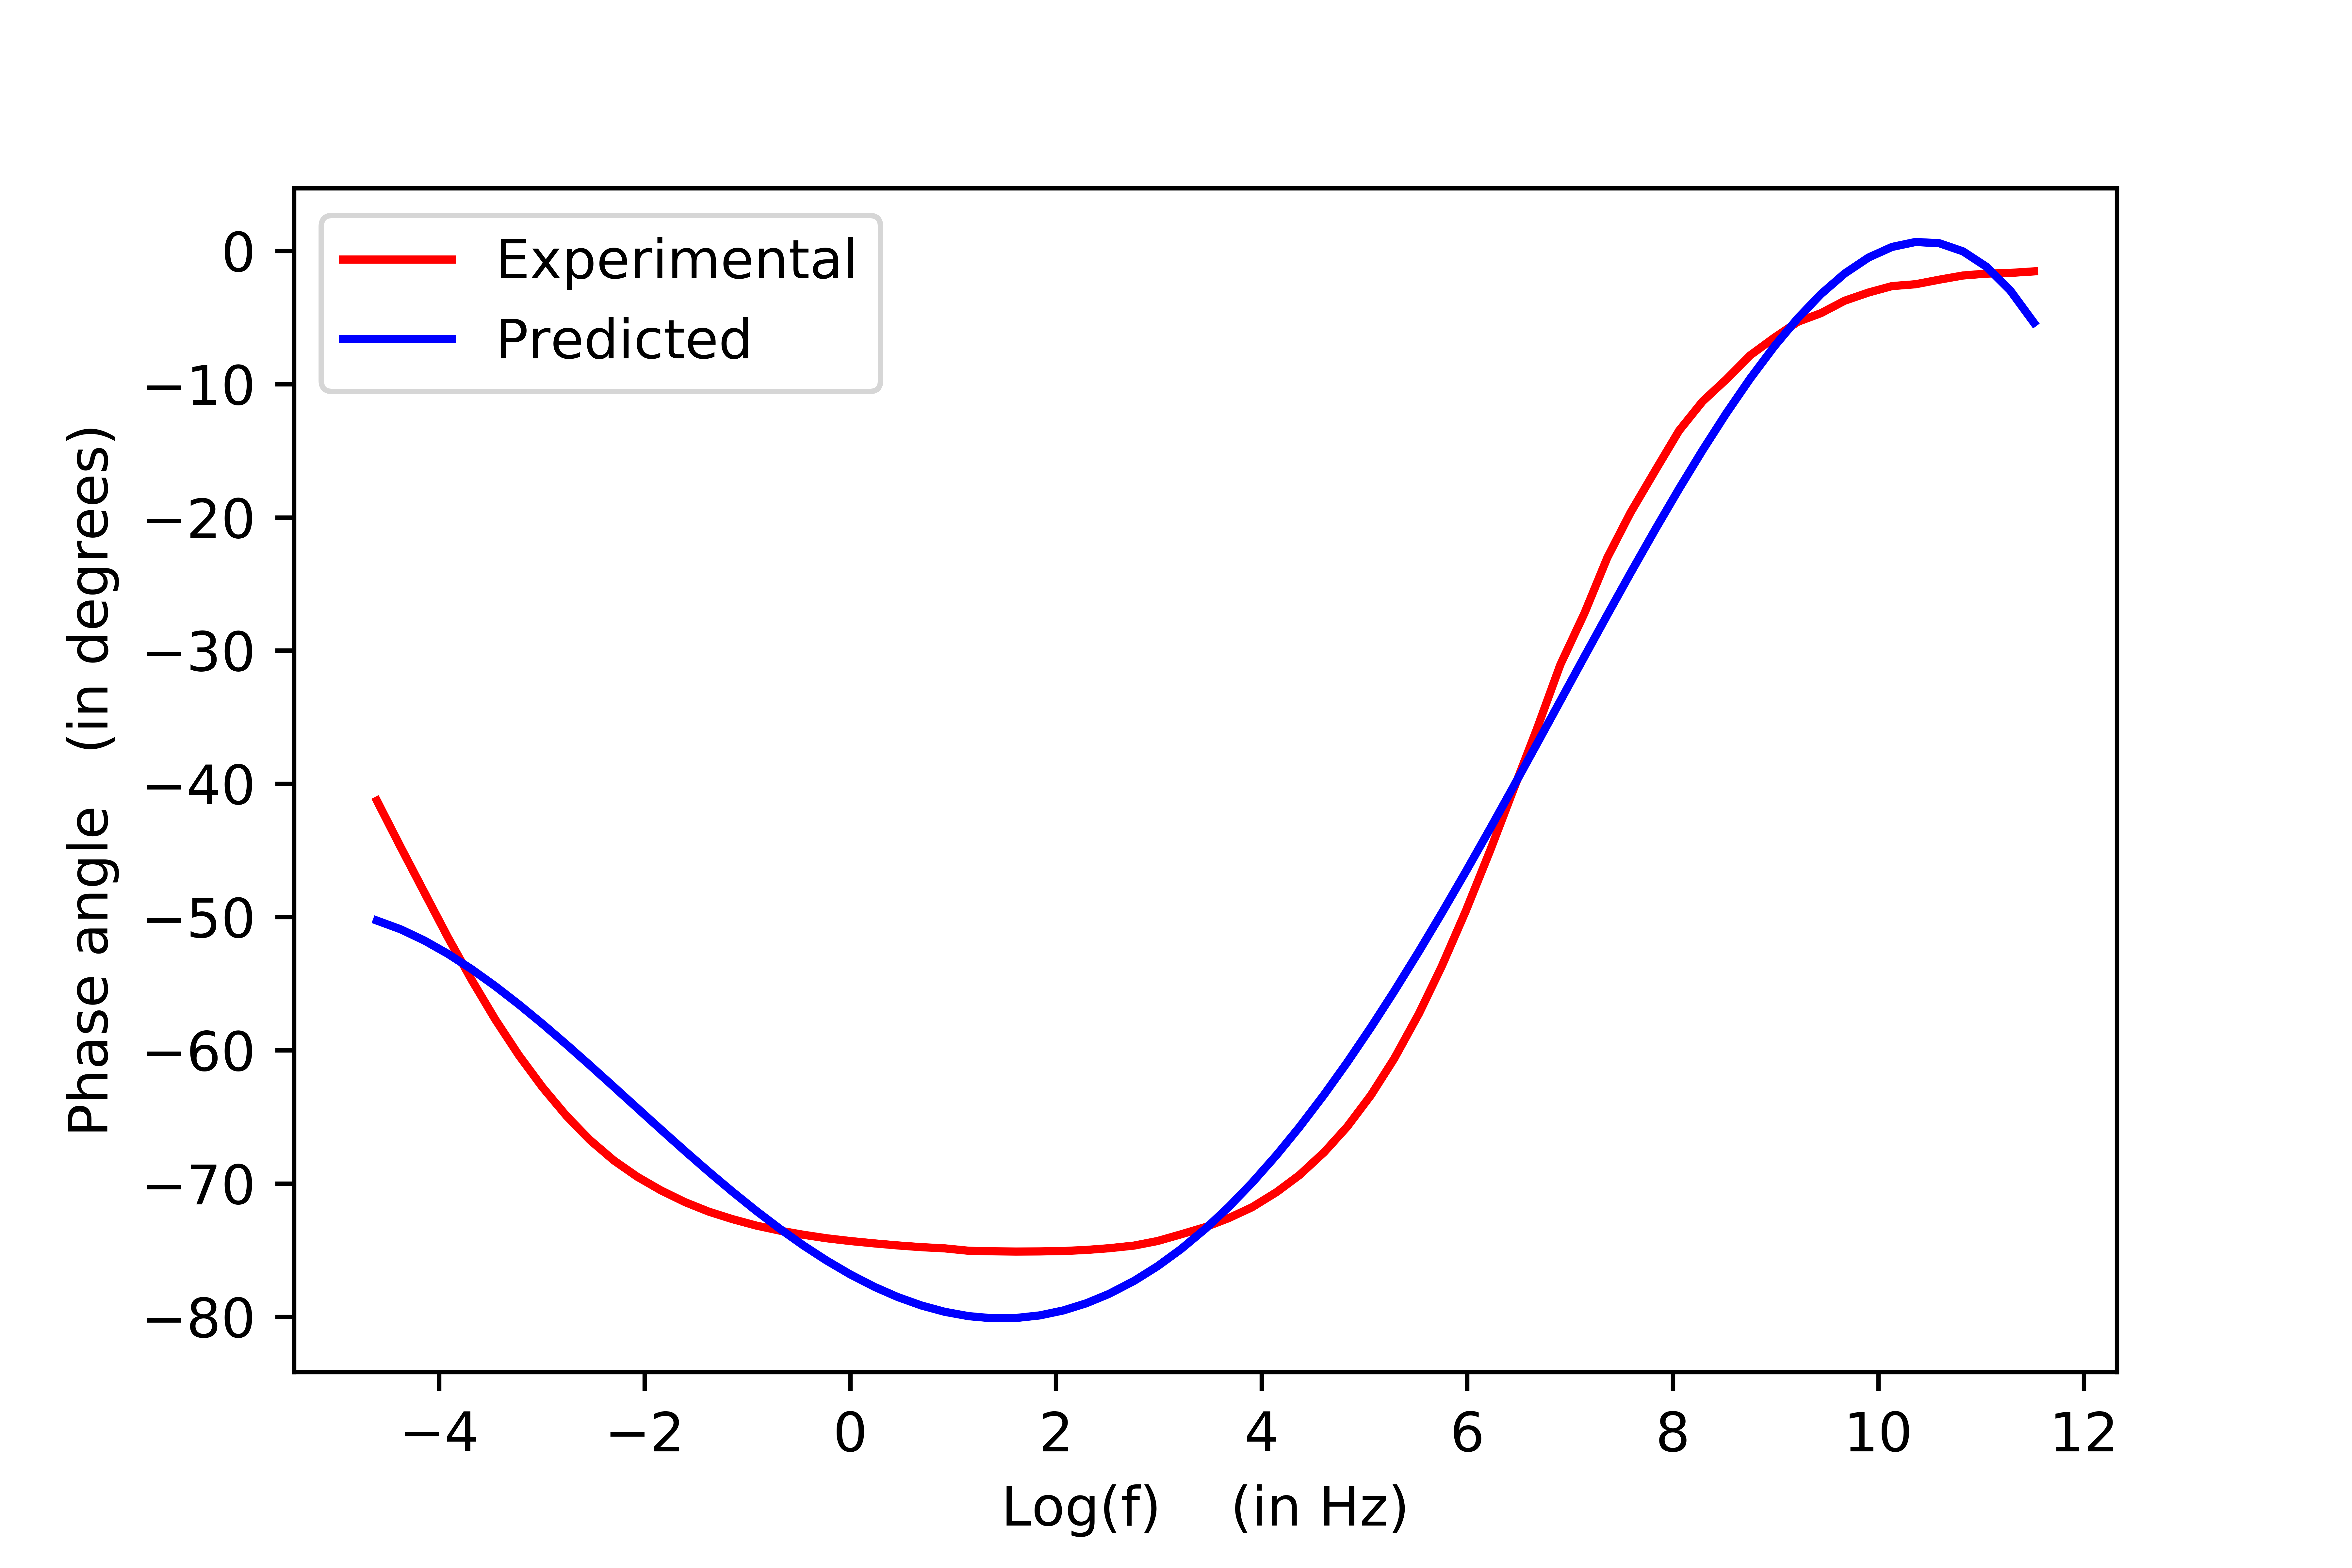 Experimental
Predicted
0
−10
−20
−30
−40
−50
−60
−70
−80
Phase angle (in degrees)
−4 −2 0 2 4 6 8 10 12
Log(f) (in Hz)